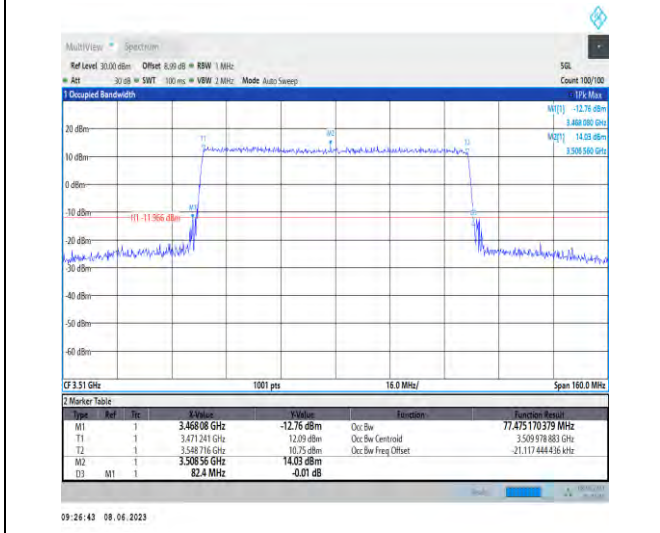 MultiView Spectrum
Ref Level 30.00 dBm Offset 8.99 dB RBW 1 MHz SGL
Att 30 dB SWT 100 ms VBW 2 MHz Mode Auto Sweep Count 100/100
1 Occupied Bandwidth 1Pk Max
M1[1] -12.76 dBm
3.468 080 GHz
M2[1] 14.03 dBm
3.508 560 GHz
20 dBm
M2
T1
T2
10 dBm
0 dBm
-10 dBm
M1
H1 -11.966 dBm
-20 dBm
-30 dBm
-40 dBm
-50 dBm
-60 dBm
CF 3.51 GHz 1001 pts 16.0 MHz/ Span 160.0 MHz
2 Marker Table
Type Ref Trc X-Value Y-Value Function Function Result
M1 1 3.468 08 GHz -12.76 dBm Occ Bw 77.475 170 379 MHz
T1 1 3.471 241 GHz 12.09 dBm Occ Bw Centroid 3.509 978 883 GHz
T2 1 3.548 716 GHz 10.75 dBm Occ Bw Freq Offset -21.117 444 436 kHz
M2 1 3.508 56 GHz 14.03 dBm
D3 M1 1 82.4 MHz -0.01 dB
09:26:43 08.06.2023